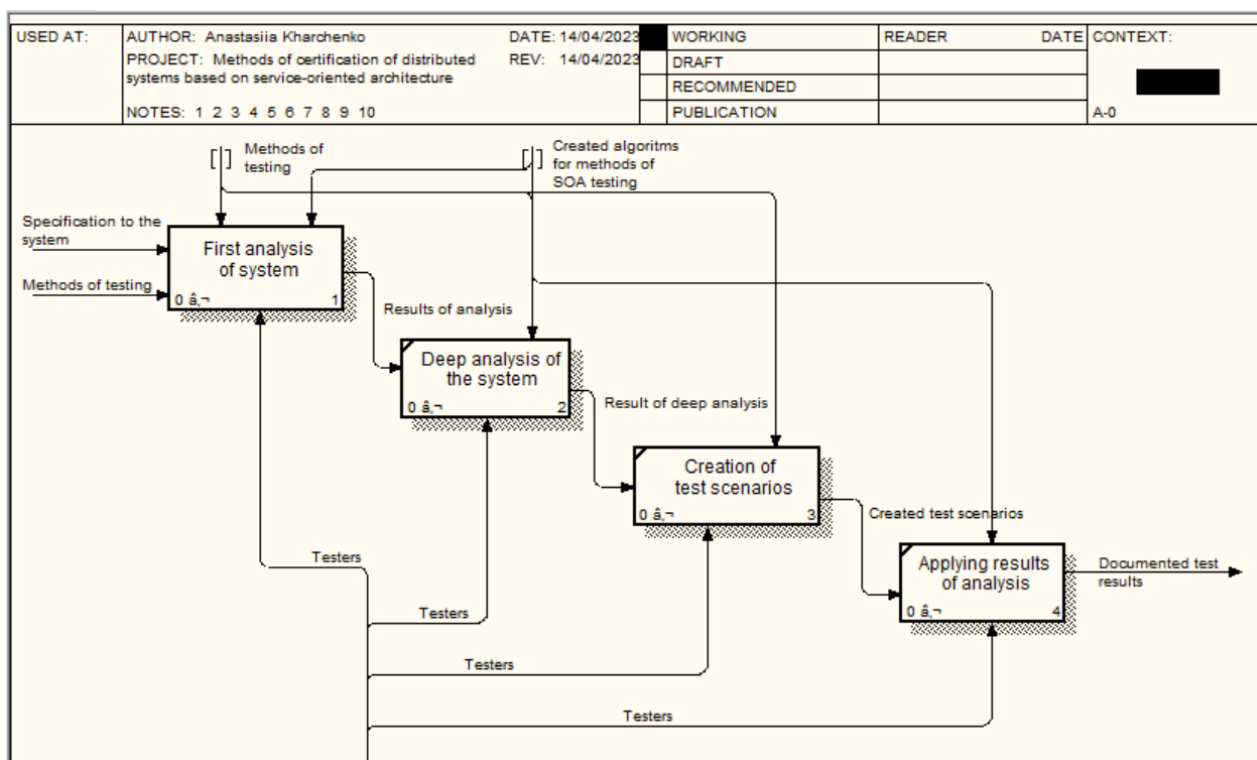 USED AT:
AUTHOR: Anastasiia Kharchenko
DATE: 14/04/2023
PROJECT: Methods of certification of distributed
systems based on service-oriented architecture
REV: 14/04/2023
NOTES: 1 2 3 4 5 6 7 8 9 10
WORKING
DRAFT
RECOMMENDED
PUBLICATION
READER
DATE
CONTEXT:
A-0
[ ]
Methods of
testing
[ ]
Created algoritms
for methods of
SOA testing
Specification to the
system
Methods of testing
First analysis
of system
0 â‚¬
1
Results of analysis
Deep analysis of
the system
0 â‚¬
2
Result of deep analysis
Creation of
test scenarios
0 â‚¬
3
Created test scenarios
Applying results
of analysis
0 â‚¬
4
Documented test
results
Testers
Testers
Testers
Testers